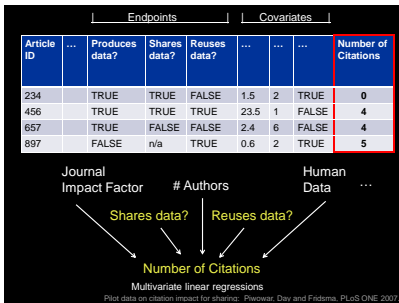 Endpoints Covariates
Article ID … Produces data? Shares data? Reuses data? … … … Number of Citations
234 TRUE TRUE FALSE 1.5 2 TRUE 0
456 TRUE TRUE TRUE 23.5 1 FALSE 4
657 TRUE FALSE FALSE 2.4 6 FALSE 4
897 FALSE n/a TRUE 0.6 2 TRUE 5
Journal Impact Factor
# Authors
Human Data
…
Shares data? Reuses data?
Number of Citations
Multivariate linear regressions
Pilot data on citation impact for sharing: Piwowar, Day and Fridsma, PLoS ONE 2007.